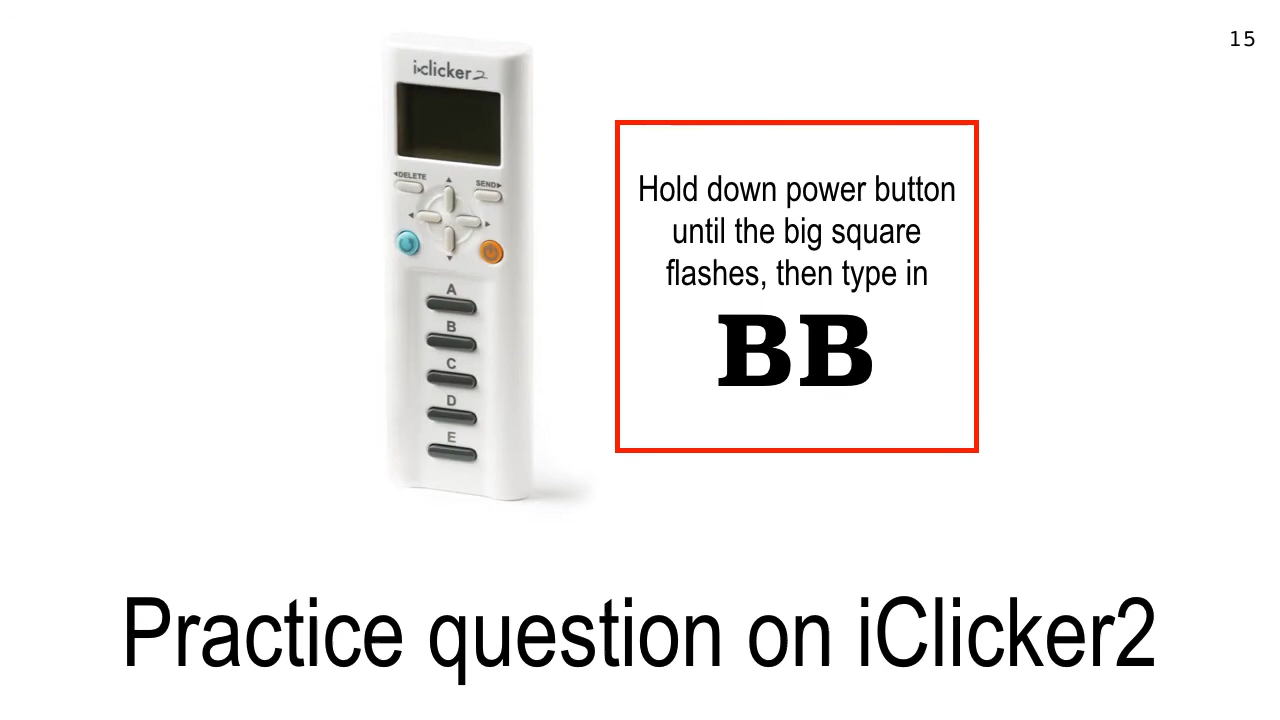 15
i>clicker2
◂DELETE
▴
SEND▸
◂
▸
▾
A
B
C
D
E
Hold down power button
until the big square
flashes, then type in
BB
Practice question on iClicker2